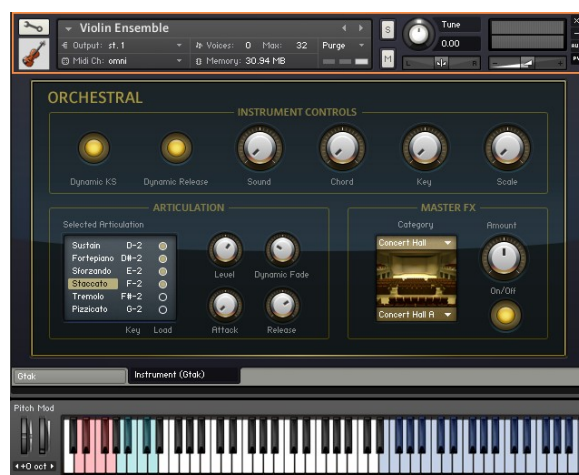 Violin Ensemble
Output: st.1 Voices: 0 Max: 32 Purge
Midi Ch: omni Memory: 30.94 MB
S
M
Tune
0.00
L R
- +
ORCHESTRAL
INSTRUMENT CONTROLS
Dynamic KS Dynamic Release Sound Chord Key Scale
ARTICULATION
Selected Articulation
Sustain D-2
Fortepiano D#-2
Sforzando E-2
Staccato F-2
Tremolo F#-2
Pizzicato G-2
Key Load
Level Dynamic Fade
Attack Release
MASTER FX
Category Amount
Concert Hall
On/Off
Concert Hall A
Gtak Instrument (Gtak)
Pitch Mod
+0 oct